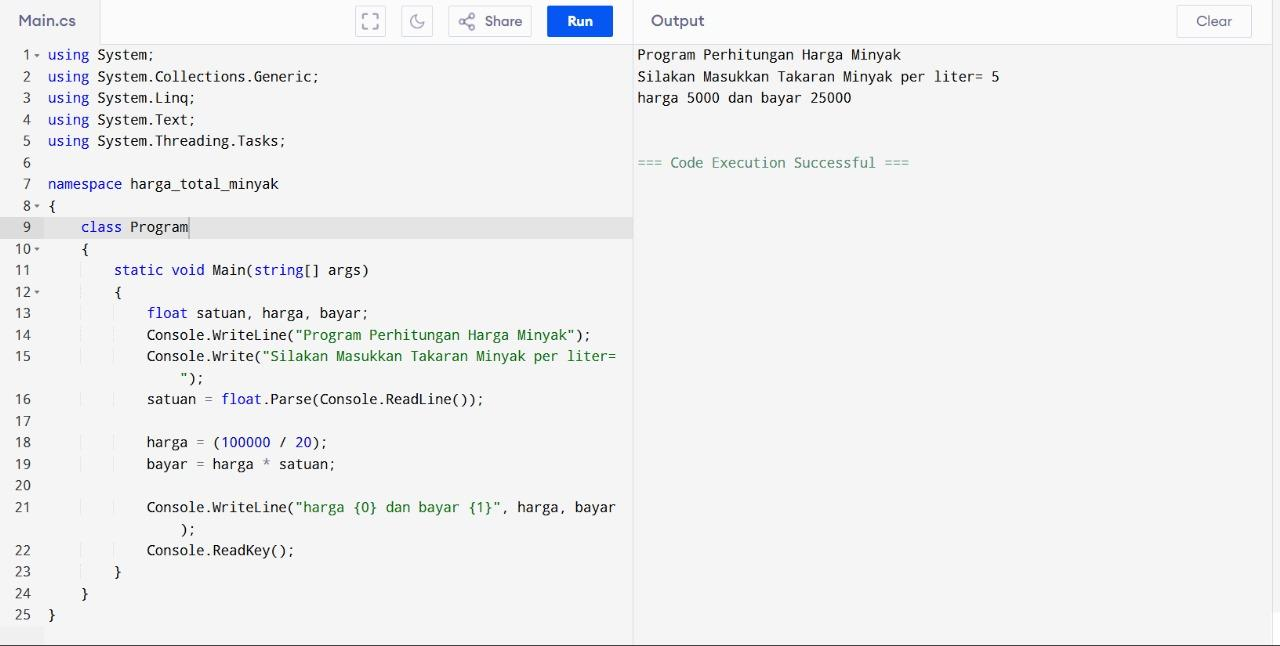 Main.cs
Share
Run
Output
Clear
1 using System;
2 using System.Collections.Generic;
3 using System.Linq;
4 using System.Text;
5 using System.Threading.Tasks;
6
7 namespace harga_total_minyak
8 {
9 class Program
10 {
11 static void Main(string[] args)
12 {
13 float satuan, harga, bayar;
14 Console.WriteLine("Program Perhitungan Harga Minyak");
15 Console.Write("Silakan Masukkan Takaran Minyak per liter=
");
16 satuan = float.Parse(Console.ReadLine());
17
18 harga = (100000 / 20);
19 bayar = harga * satuan;
20
21 Console.WriteLine("harga {0} dan bayar {1}", harga, bayar
);
22 Console.ReadKey();
23 }
24 }
25 }
Program Perhitungan Harga Minyak
Silakan Masukkan Takaran Minyak per liter= 5
harga 5000 dan bayar 25000
=== Code Execution Successful ===